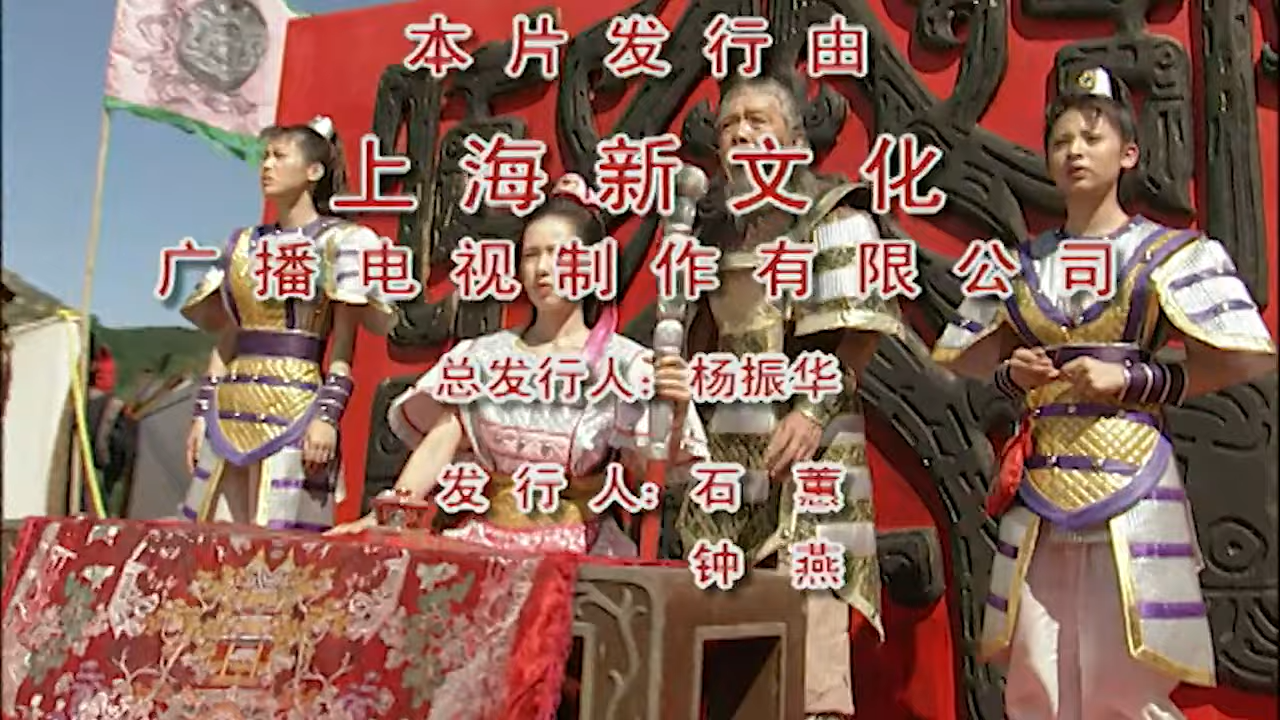 本片发行由
上海新文化
广播电视制作有限公司
总发行人：杨振华
发行人：石蕙
钟燕